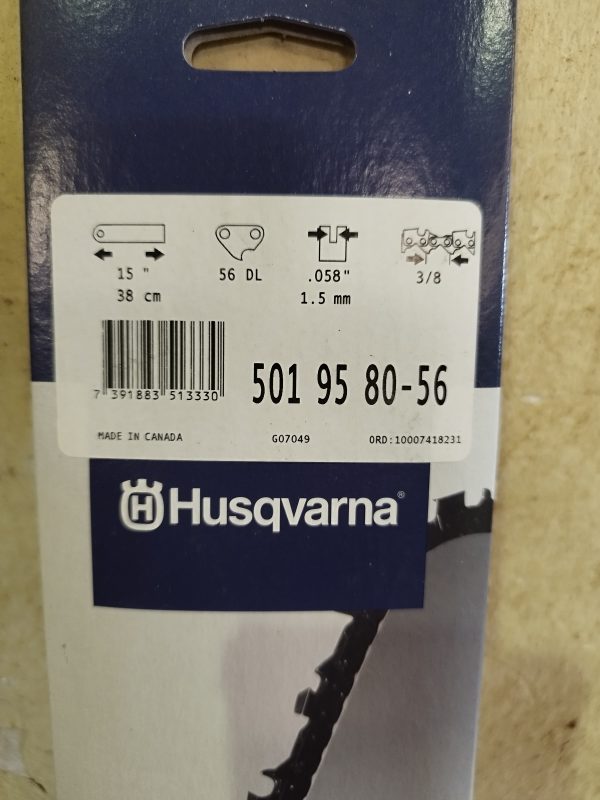 15 "
38 cm
56 DL
.058"
1.5 mm
3/8
7 391883 513330
501 95 80-56
MADE IN CANADA
G07049
ORD:10007418231
H Husqvarna®